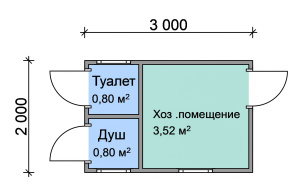 3 000
2 000
Туалет
0,80 м²
Душ
0,80 м²
Хоз .помещение
3,52 м²